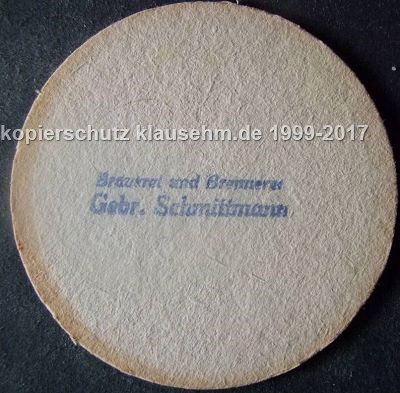 kopierschutz klausehm.de 1999-2017
Brauerei und Brennerei
Gebr. Schmittmann